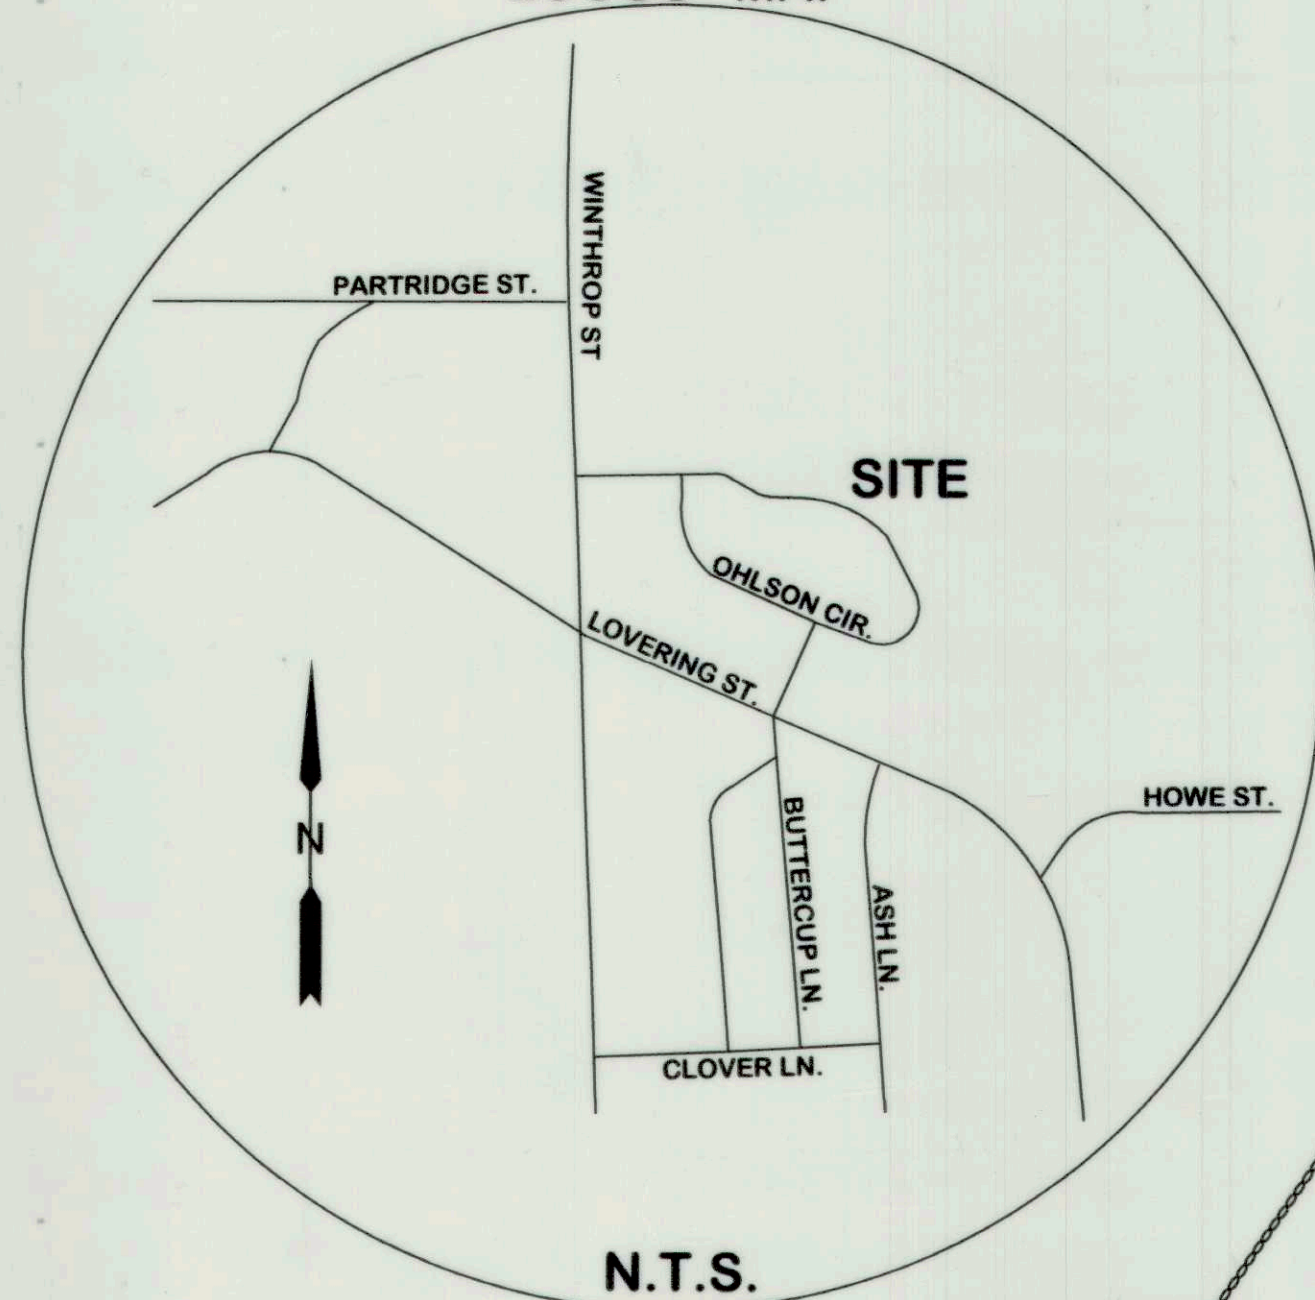 WINTHROP ST
PARTRIDGE ST.
SITE
OHLSON CIR.
LOVERING ST.
HOWE ST.
N
BUTTERCUP LN.
ASH LN.
CLOVER LN.
N.T.S.